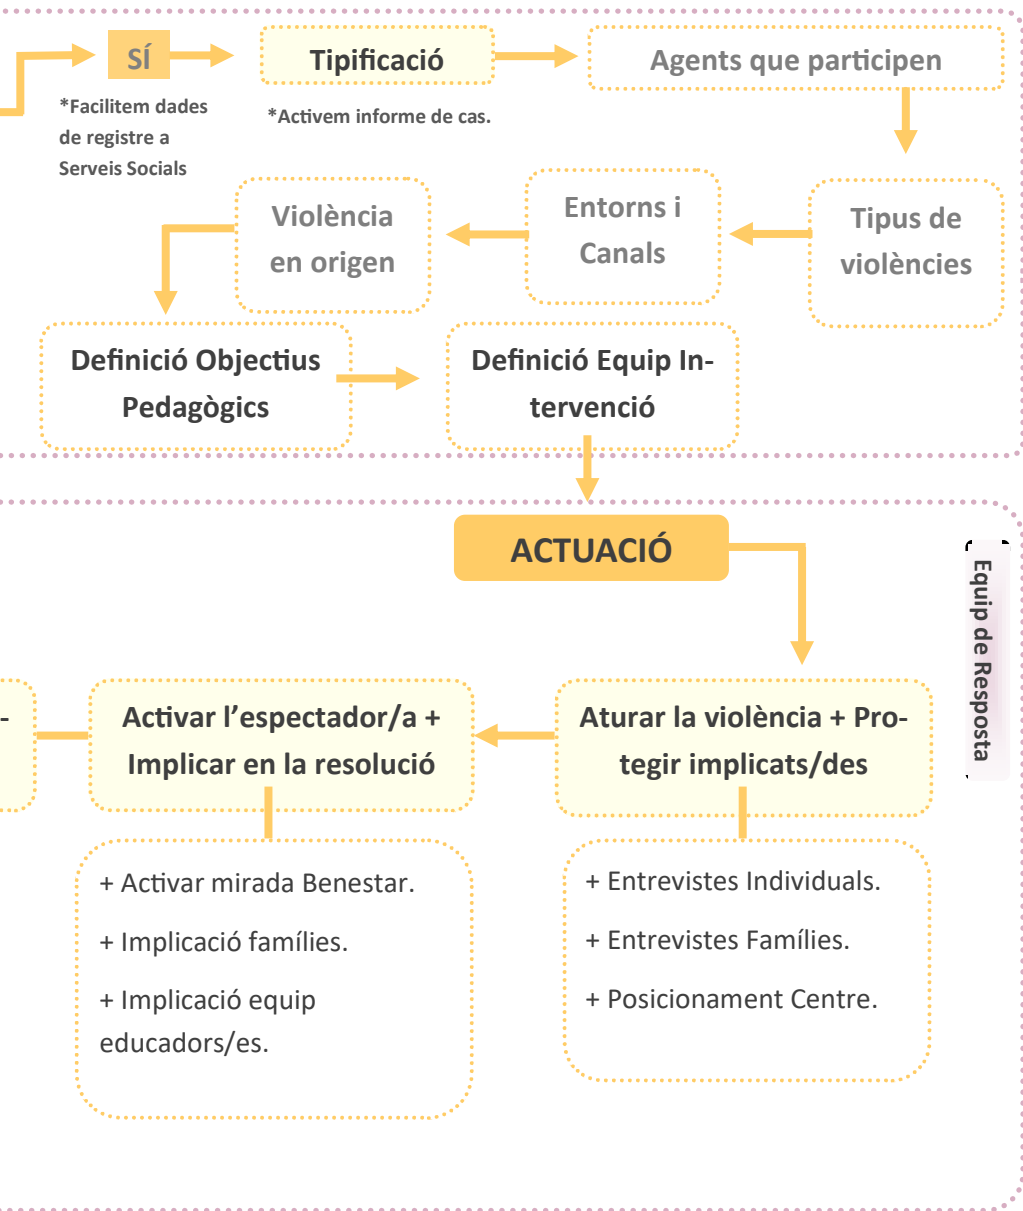 SÍ
Tipificació
Agents que participen
*Facilitem dades
de registre a
Serveis Socials
*Activem informe de cas.
Violència
en origen
Entorns i
Canals
Tipus de
violències
Definició Objectius
Pedagògics
Definició Equip In-
tervenció
ACTUACIÓ
Equip de Resposta
-
Activar l’espectador/a +
Implicar en la resolució
Aturar la violència + Pro-
tegir implicats/des
+ Activar mirada Benestar.
+ Implicació famílies.
+ Implicació equip
educadors/es.
+ Entrevistes Individuals.
+ Entrevistes Famílies.
+ Posicionament Centre.